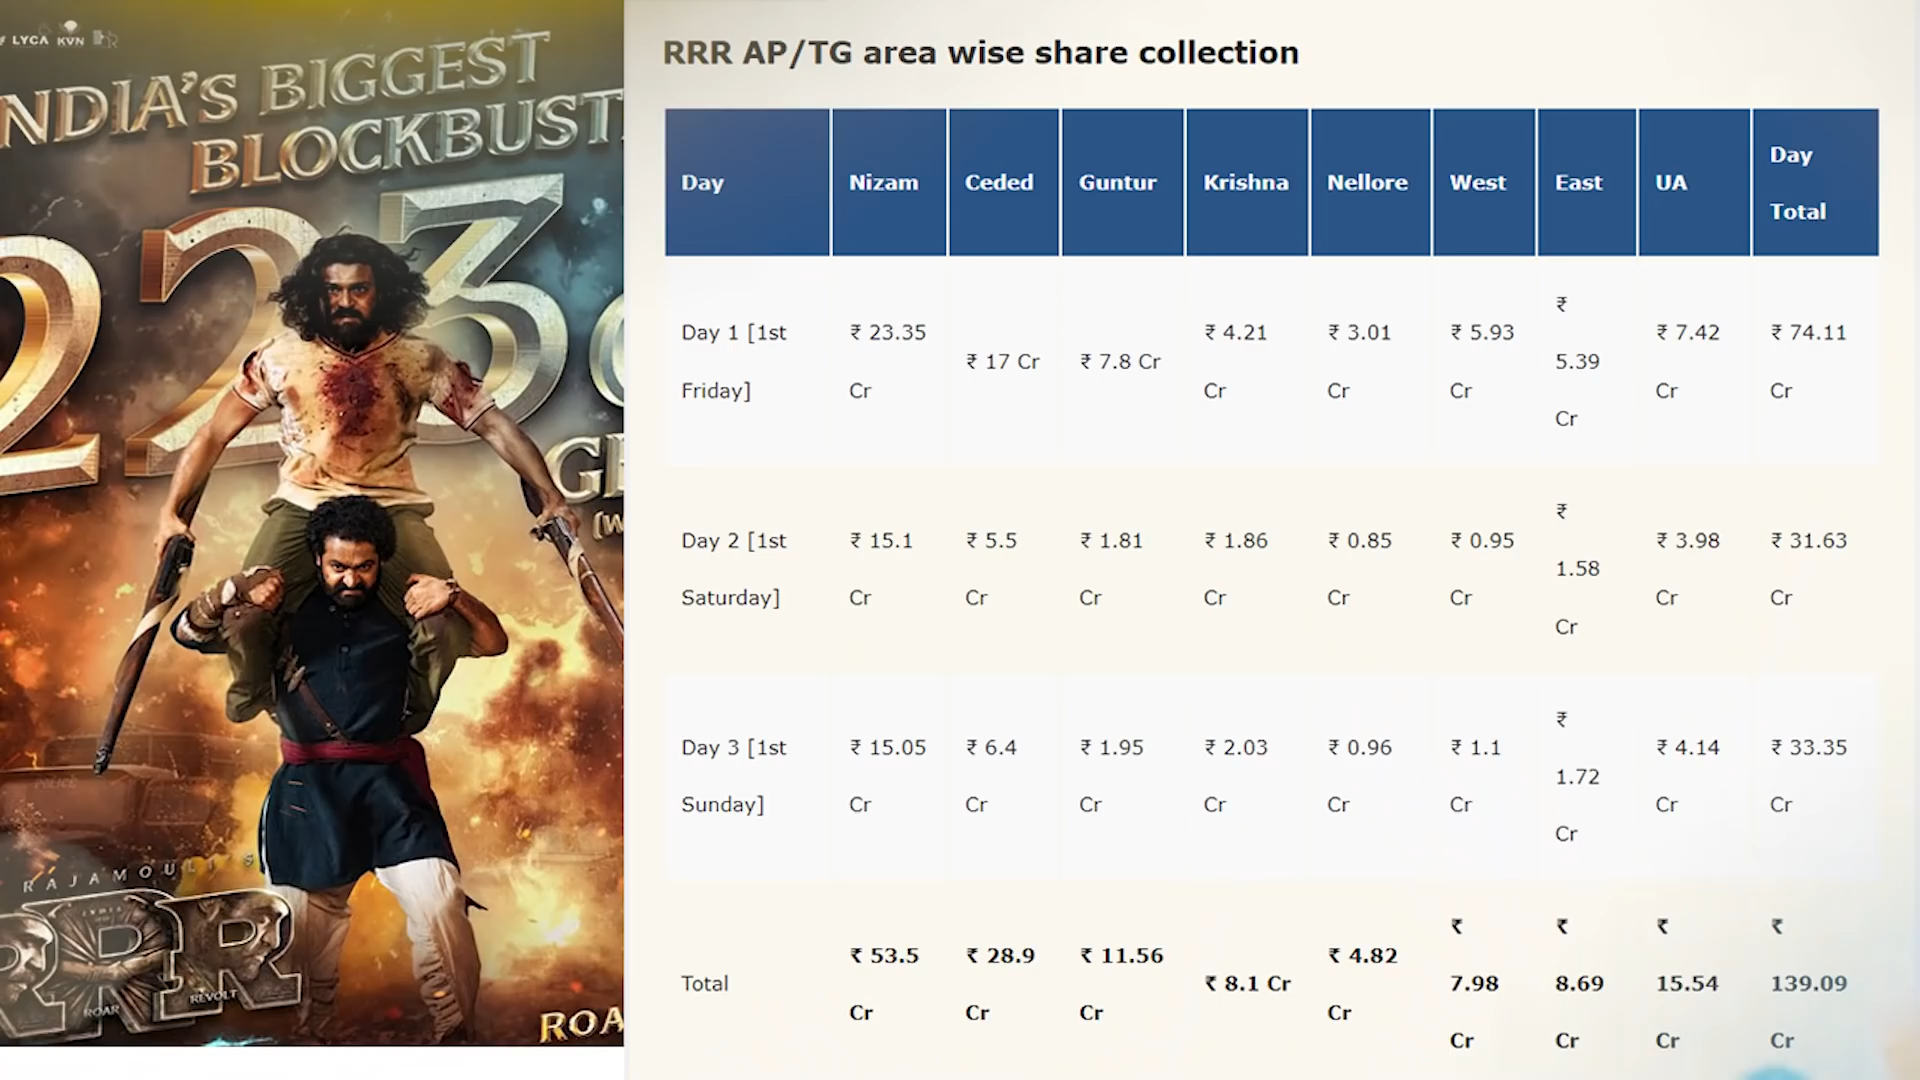 LYCA KVN
NDIA'S BIGGEST
BLOCKBUST
223
GR
RAJAMOULI'S
RRR
ROAR
REVOLT
ROA
RRR AP/TG area wise share collection
Day Nizam Ceded Guntur Krishna Nellore West East UA Day Total
Day 1 [1st Friday] ₹ 23.35 Cr ₹ 17 Cr ₹ 7.8 Cr ₹ 4.21 Cr ₹ 3.01 Cr ₹ 5.93 Cr ₹ 5.39 Cr ₹ 7.42 Cr ₹ 74.11 Cr
Day 2 [1st Saturday] ₹ 15.1 Cr ₹ 5.5 Cr ₹ 1.81 Cr ₹ 1.86 Cr ₹ 0.85 Cr ₹ 0.95 Cr ₹ 1.58 Cr ₹ 3.98 Cr ₹ 31.63 Cr
Day 3 [1st Sunday] ₹ 15.05 Cr ₹ 6.4 Cr ₹ 1.95 Cr ₹ 2.03 Cr ₹ 0.96 Cr ₹ 1.1 Cr ₹ 1.72 Cr ₹ 4.14 Cr ₹ 33.35 Cr
Total ₹ 53.5 Cr ₹ 28.9 Cr ₹ 11.56 Cr ₹ 8.1 Cr ₹ 4.82 Cr ₹ 7.98 Cr ₹ 8.69 Cr ₹ 15.54 Cr ₹ 139.09 Cr